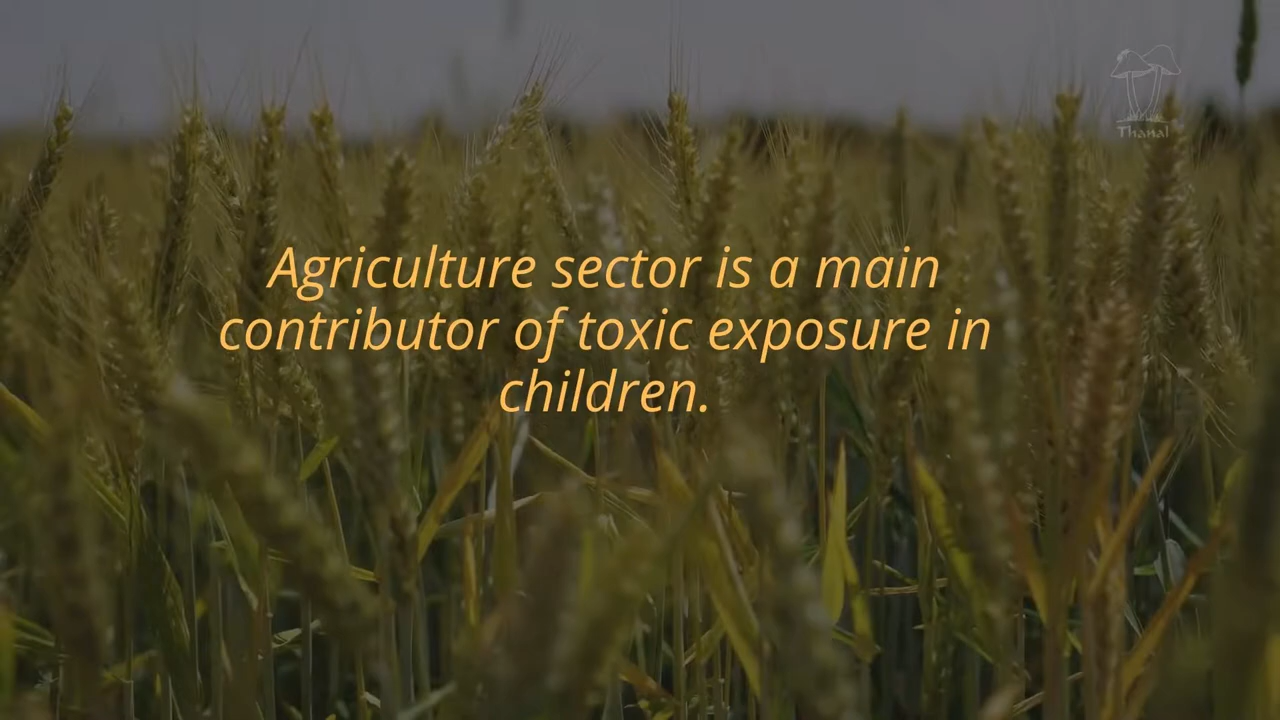 Thanal
Agriculture sector is a main
contributor of toxic exposure in
children.